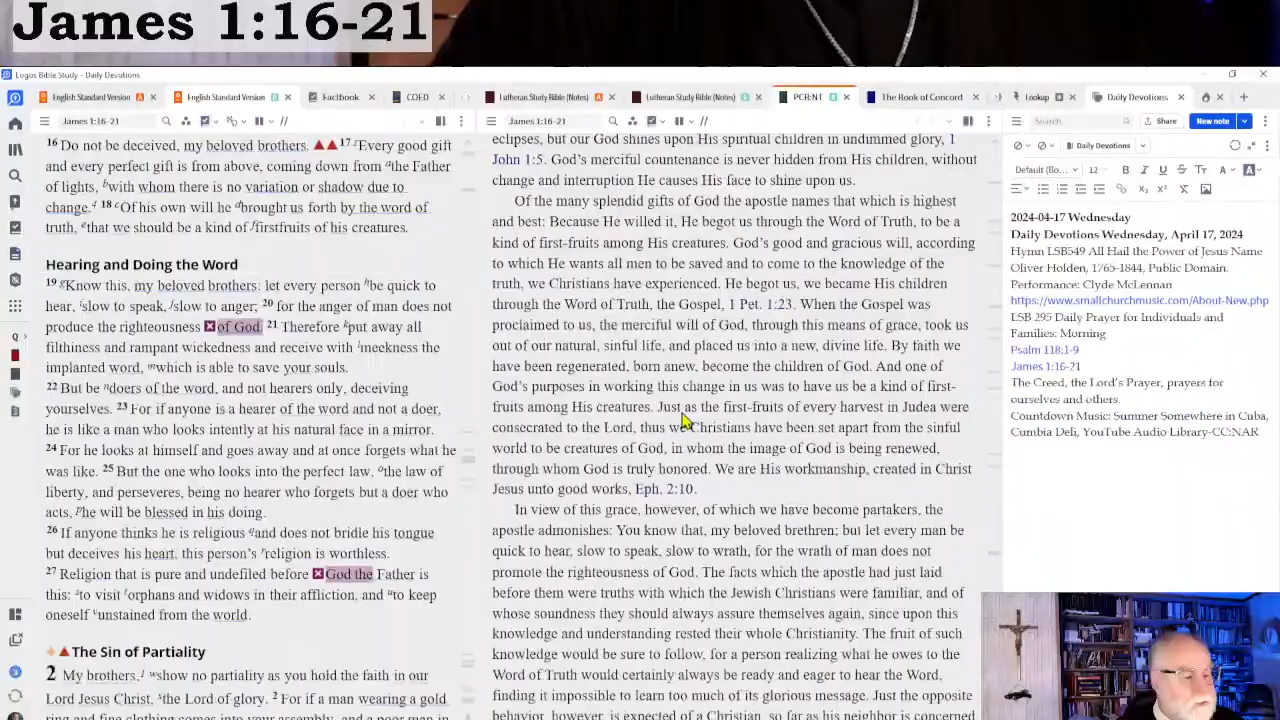 James 1:16-21
Logos Bible Study - Daily Devotions
English Standard Version
English Standard Version
Factbook
COED
Lutheran Study Bible (Notes)
Lutheran Study Bible (Notes)
PCB:NT
The Book of Concord
Lookup
Daily Devotions
James 1:16-21
16 Do not be deceived, my beloved brothers. 17 Every good
gift and every perfect gift is from above, coming down from the Father
of lights, with whom there is no variation or shadow due to
change. 18 Of his own will he brought us forth by the word of
truth, that we should be a kind of firstfruits of his creatures.
Hearing and Doing the Word
19 Know this, my beloved brothers: let every person be quick to
hear, slow to speak, slow to anger; 20 for the anger of man does not
produce the righteousness of God. 21 Therefore put away all
filthiness and rampant wickedness and receive with meekness the
implanted word, which is able to save your souls.
22 But be doers of the word, and not hearers only, deceiving
yourselves. 23 For if anyone is a hearer of the word and not a doer,
he is like a man who looks intently at his natural face in a mirror.
24 For he looks at himself and goes away and at once forgets what he
was like. 25 But the one who looks into the perfect law, the law of
liberty, and perseveres, being no hearer who forgets but a doer who
acts, he will be blessed in his doing.
26 If anyone thinks he is religious and does not bridle his tongue
but deceives his heart, this person's religion is worthless.
27 Religion that is pure and undefiled before God the Father is
this: to visit orphans and widows in their affliction, and to keep
oneself unstained from the world.
The Sin of Partiality
2 My brothers, show no partiality as you hold the faith in our
Lord Jesus Christ, the Lord of glory. 2 For if a man wearing a gold
James 1:16-21
eclipses, but our God shines upon His spiritual children in undimmed glory, 1
John 1:5. God's merciful countenance is never hidden from His children, without
change and interruption He causes His face to shine upon us.
Of the many splendid gifts of God the apostle names that which is highest
and best: Because He willed it, He begot us through the Word of Truth, to be a
kind of first-fruits among His creatures. God's good and gracious will, according
to which He wants all men to be saved and to come to the knowledge of the
truth, we Christians have experienced. He begot us, we became His children
through the Word of Truth, the Gospel, 1 Pet. 1:23. When the Gospel was
proclaimed to us, the merciful will of God, through this means of grace, took us
out of our natural, sinful life, and placed us into a new, divine life. By faith we
have been regenerated, born anew, become the children of God. And one of
God's purposes in working this change in us was to have us be a kind of first-
fruits among His creatures. Just as the first-fruits of every harvest in Judea were
consecrated to the Lord, thus we Christians have been set apart from the sinful
world to be creatures of God, in whom the image of God is being renewed,
through whom God is truly honored. We are His workmanship, created in Christ
Jesus unto good works, Eph. 2:10.
In view of this grace, however, of which we have become partakers, the
apostle admonishes: You know that, my beloved brethren; but let every man be
quick to hear, slow to speak, slow to wrath, for the wrath of man does not
promote the righteousness of God. The facts which the apostle had just laid
before them were truths with which the Jewish Christians were familiar, and of
whose soundness they should always assure themselves again, since upon this
knowledge and understanding rested their whole Christianity. The fruit of such
knowledge would be sure to follow, for a person realizing what he owes to the
Word of Truth would certainly always be ready and eager to hear the Word,
finding it impossible to learn too much of its glorious message. Just the opposite
behavior, however, is expected of a Christian, so far as his neighbor is concerned
Search
Share
New note
Daily Devotions
Default (Bo...
12
2024-04-17 Wednesday
Daily Devotions Wednesday, April 17, 2024
Hymn LSB549 All Hail the Power of Jesus Name
Oliver Holden, 1765-1844, Public Domain.
Performance: Clyde McLennan
https://www.smallchurchmusic.com/About-New.php
LSB 295 Daily Prayer for Individuals and
Families: Morning
Psalm 118:1-9
James 1:16-21
The Creed, the Lord's Prayer, prayers for
ourselves and others.
Countdown Music: Summer Somewhere in Cuba,
Cumbia Deli, YouTube Audio Library-CC:NAR